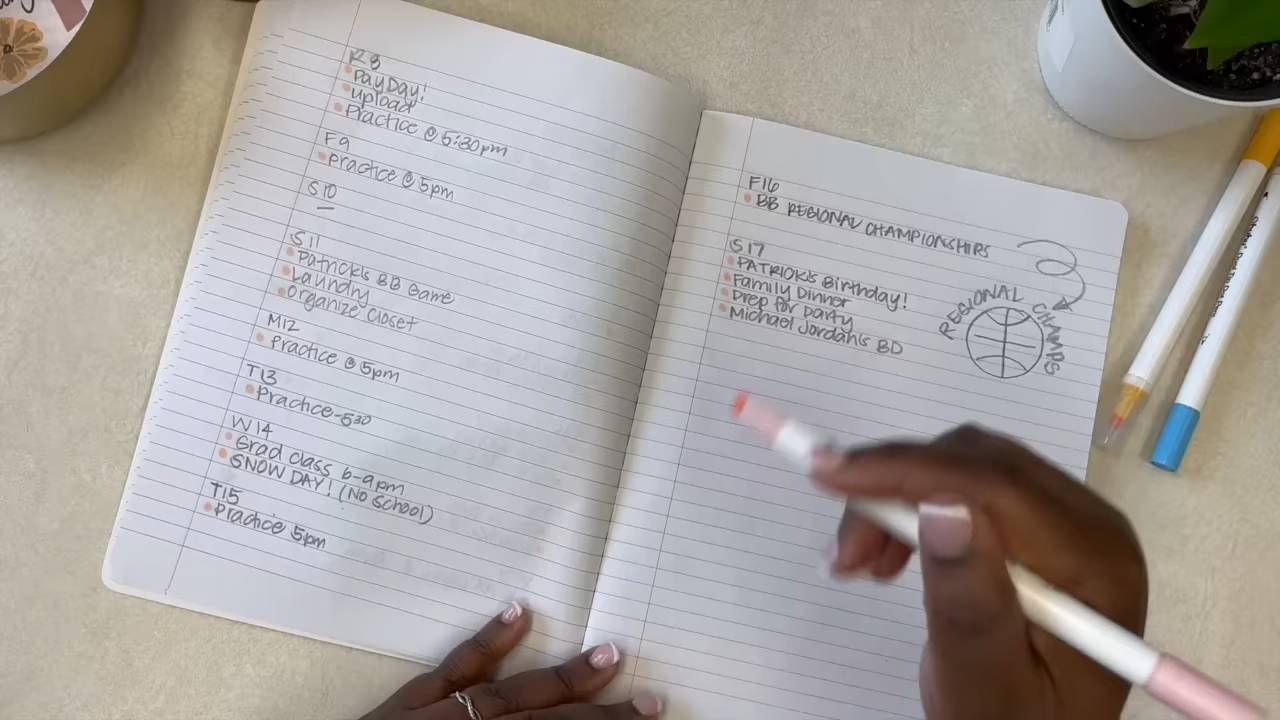 R8
PayDay!
upload
Practice @ 5:30pm
F9
Practice @ 5pm
S10
S11
Patrick's BB Game
Laundry
Organize Closet
M12
Practice @ 5pm
T13
Practice-530
W14
Grad class 6-9pm
SNOW DAY! (No School)
T15
Practice 5pm
F16
BB REGIONAL CHAMPIONSHIPS
S17
PATRICK's Birthday!
Family Dinner
Prep for Party
Michael Jordan's BD
REGIONAL CHAMPS